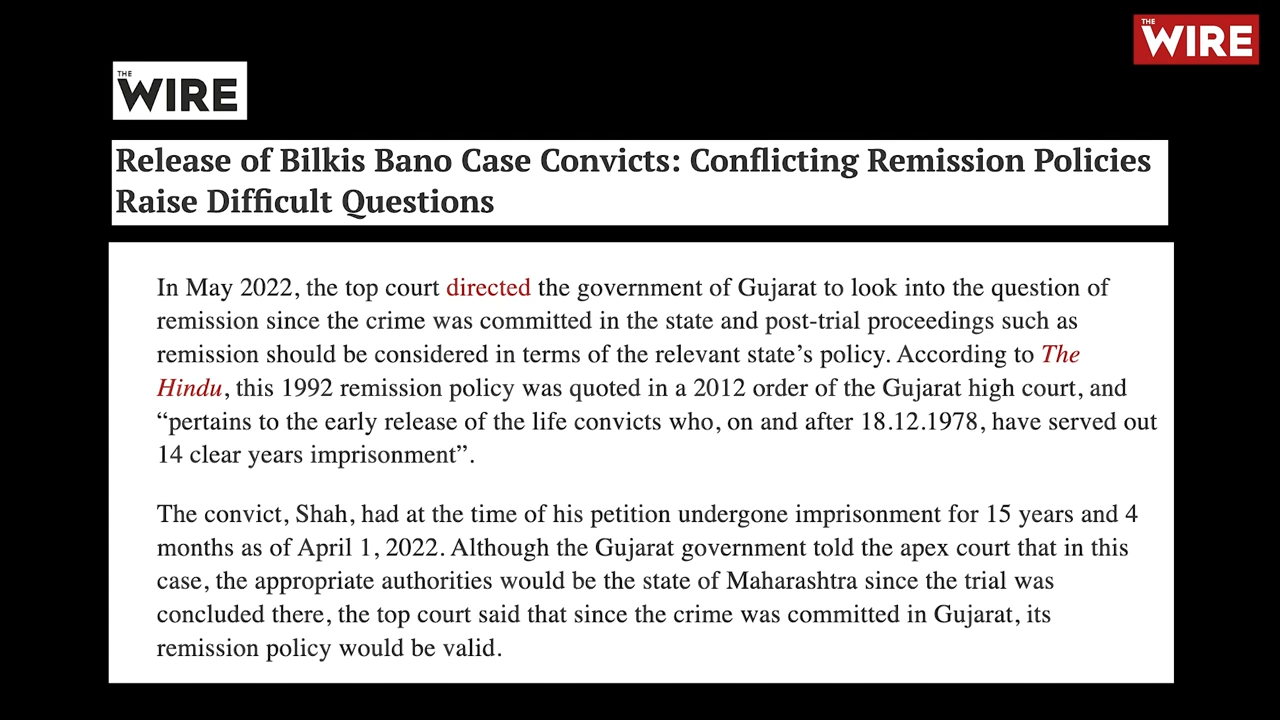 THE WIRE
THE WIRE
Release of Bilkis Bano Case Convicts: Conflicting Remission Policies
Raise Difficult Questions
In May 2022, the top court directed the government of Gujarat to look into the question of
remission since the crime was committed in the state and post-trial proceedings such as
remission should be considered in terms of the relevant state’s policy. According to The
Hindu, this 1992 remission policy was quoted in a 2012 order of the Gujarat high court, and
“pertains to the early release of the life convicts who, on and after 18.12.1978, have served out
14 clear years imprisonment”.
The convict, Shah, had at the time of his petition undergone imprisonment for 15 years and 4
months as of April 1, 2022. Although the Gujarat government told the apex court that in this
case, the appropriate authorities would be the state of Maharashtra since the trial was
concluded there, the top court said that since the crime was committed in Gujarat, its
remission policy would be valid.